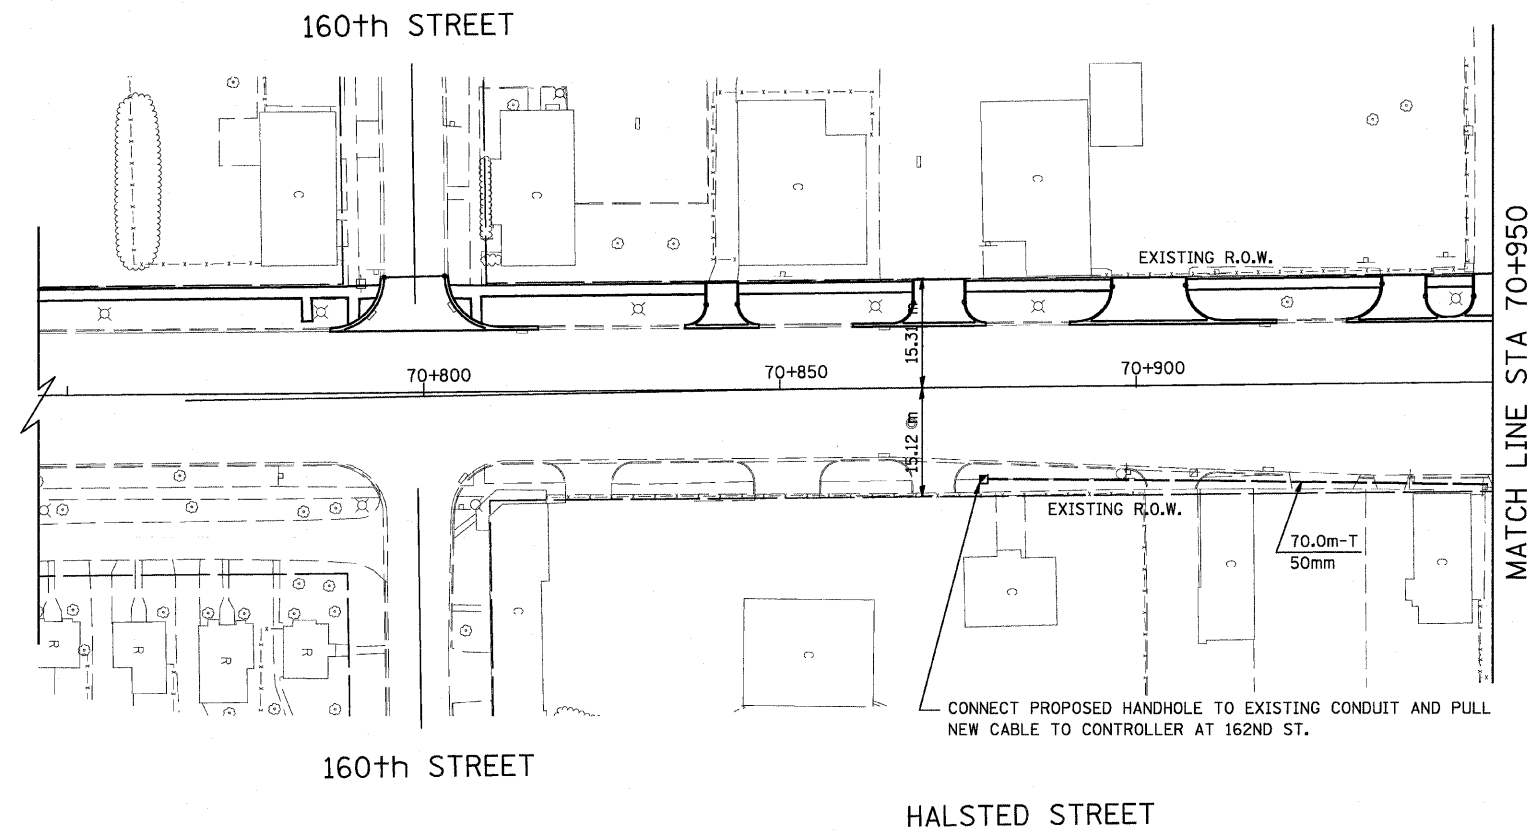 160th STREET
C
C
C
C
EXISTING R.O.W.
15.31 m
70+800
70+850
70+900
MATCH LINE STA 70+950
15.12 m
EXISTING R.O.W.
70.0m-T
50mm
C
C
C
C
C
R
R
R
R
CONNECT PROPOSED HANDHOLE TO EXISTING CONDUIT AND PULL
NEW CABLE TO CONTROLLER AT 162ND ST.
160th STREET
HALSTED STREET